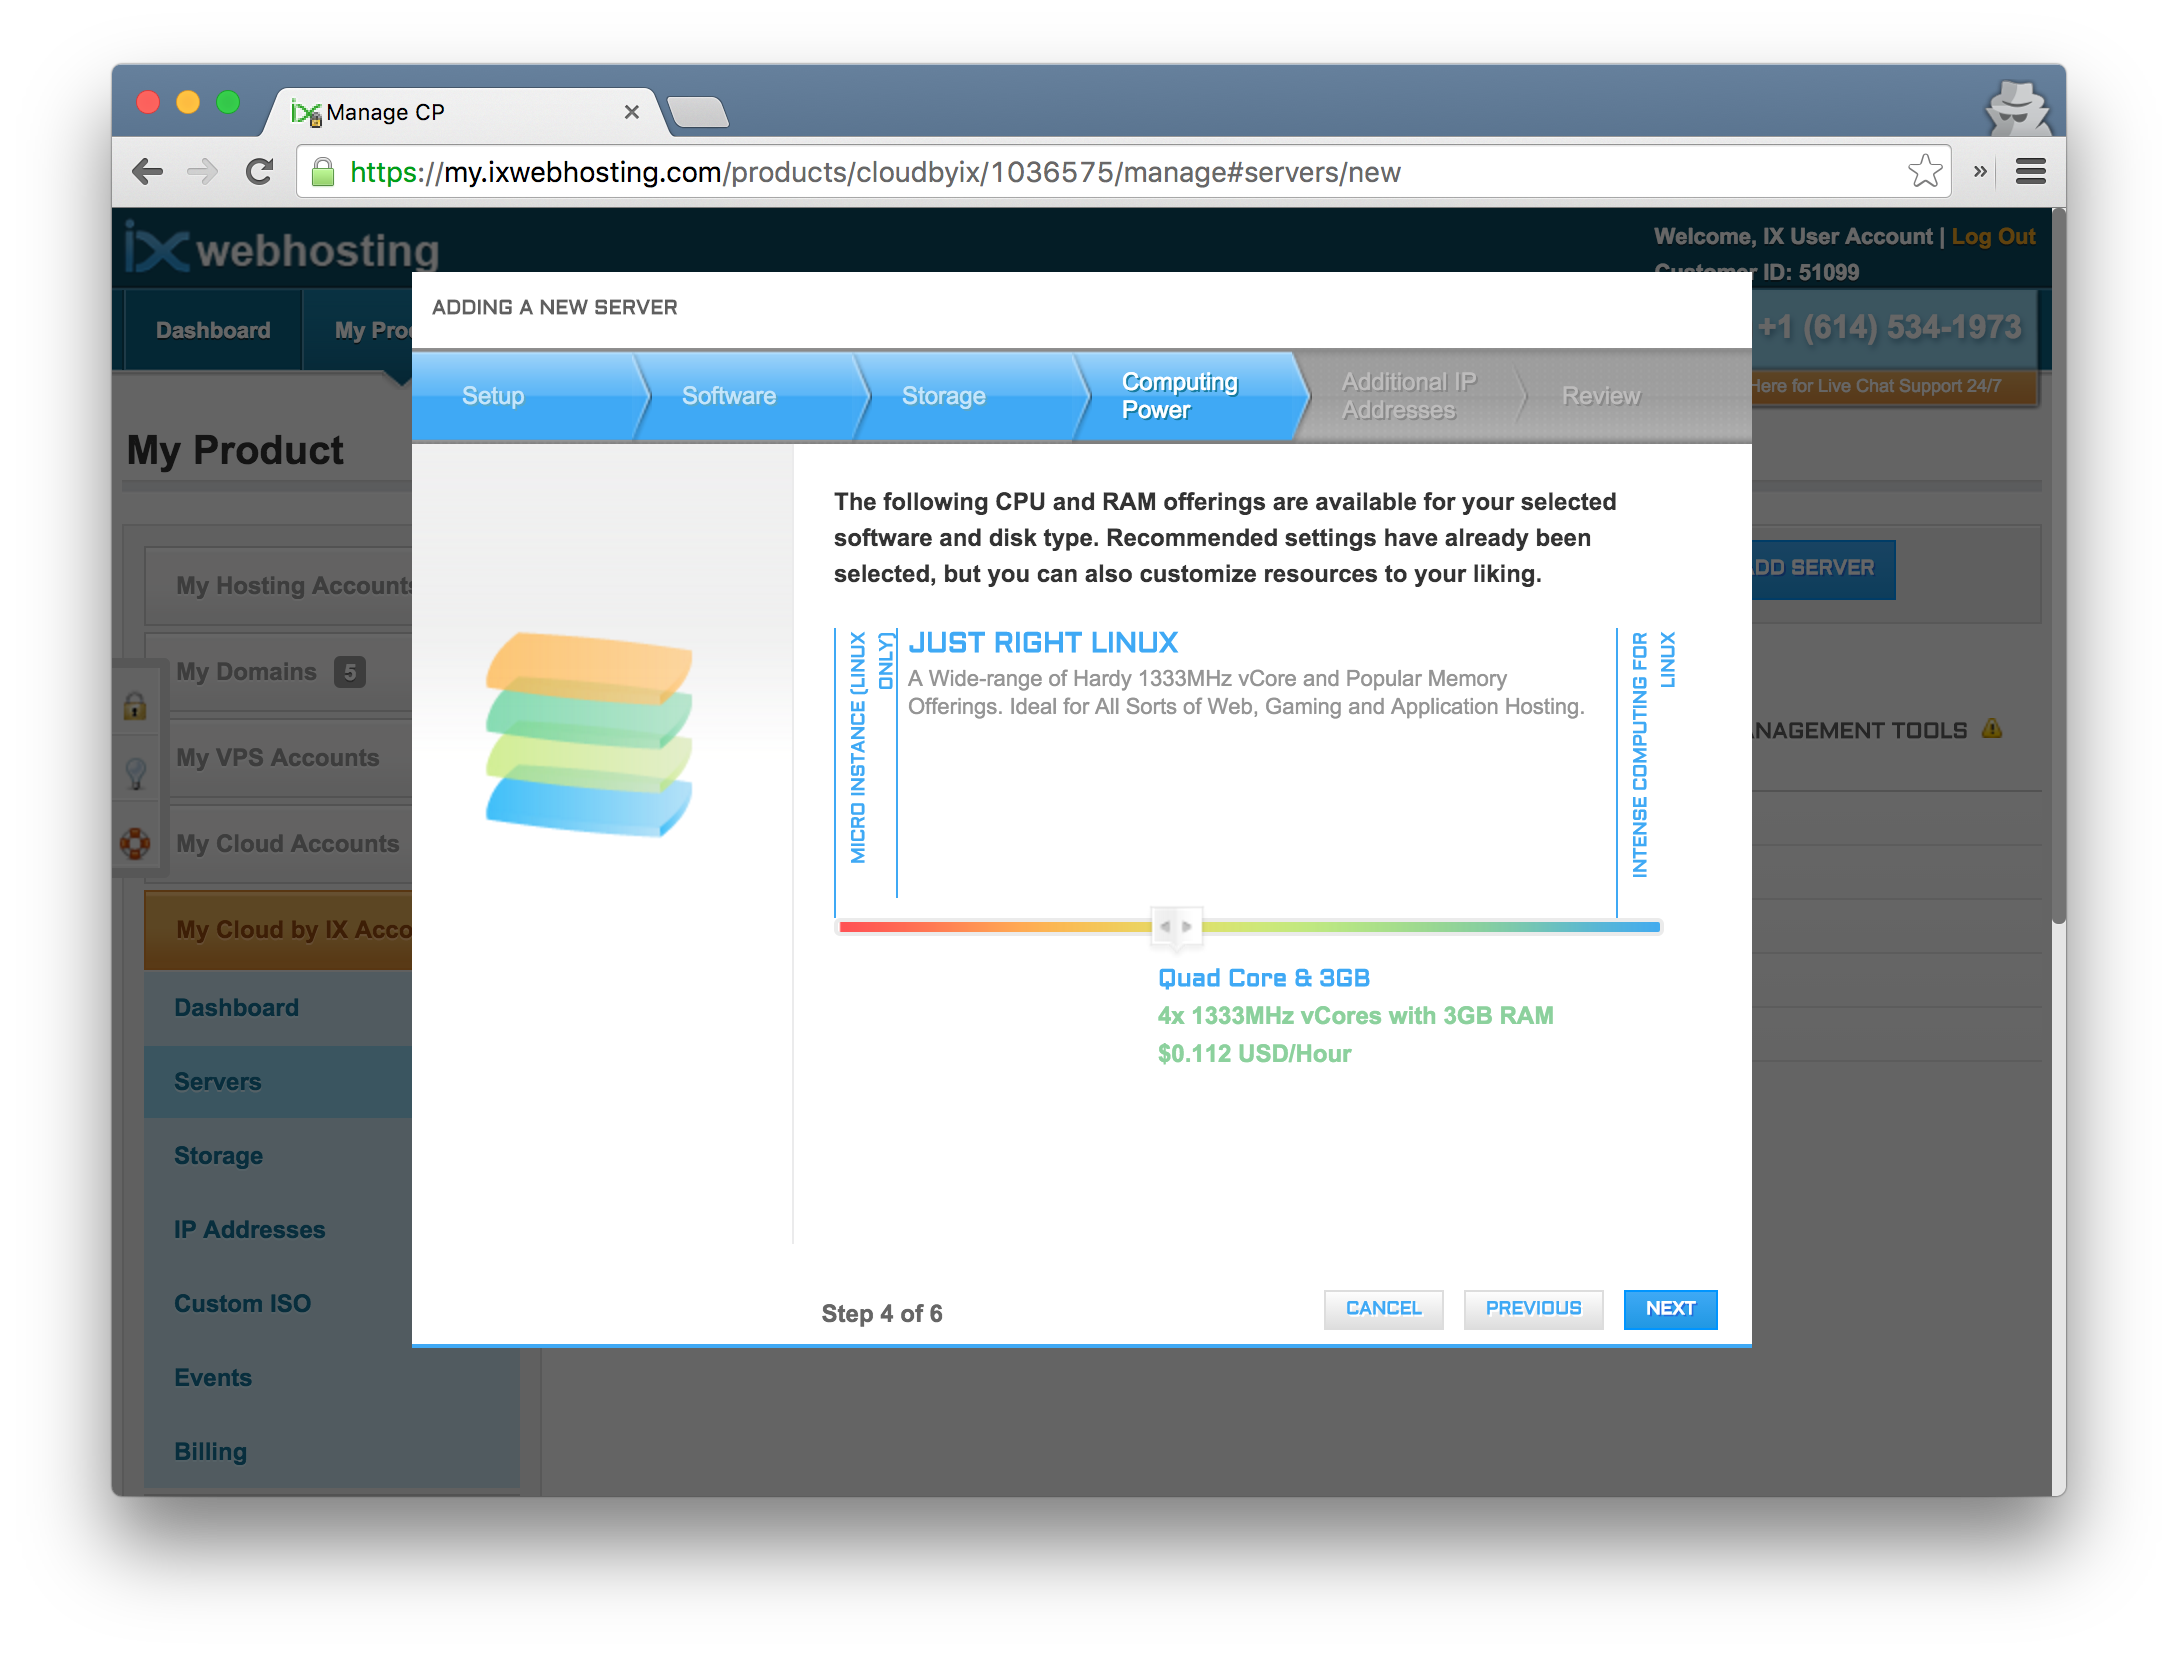 Manage CP
https://my.ixwebhosting.com/products/cloudbyix/1036575/manage#servers/new
ix webhosting
Welcome, IX User Account | Log Out
Customer ID: 51099
Dashboard
My Pro
+1 (614) 534-1973
Here for Live Chat Support 24/7
ADDING A NEW SERVER
Setup
Software
Storage
Computing
Power
Additional IP
Addresses
Review
My Product
My Hosting Accounts
My Domains 5
My VPS Accounts
My Cloud Accounts
My Cloud by IX Acco
Dashboard
Servers
Storage
IP Addresses
Custom ISO
Events
Billing
DD SERVER
NAGEMENT TOOLS
The following CPU and RAM offerings are available for your selected
software and disk type. Recommended settings have already been
selected, but you can also customize resources to your liking.
MICRO INSTANCE (LINUX
ONLY)
JUST RIGHT LINUX
A Wide-range of Hardy 1333MHz vCore and Popular Memory
Offerings. Ideal for All Sorts of Web, Gaming and Application Hosting.
INTENSE COMPUTING FOR
LINUX
Quad Core & 3GB
4x 1333MHz vCores with 3GB RAM
$0.112 USD/Hour
Step 4 of 6
CANCEL
PREVIOUS
NEXT